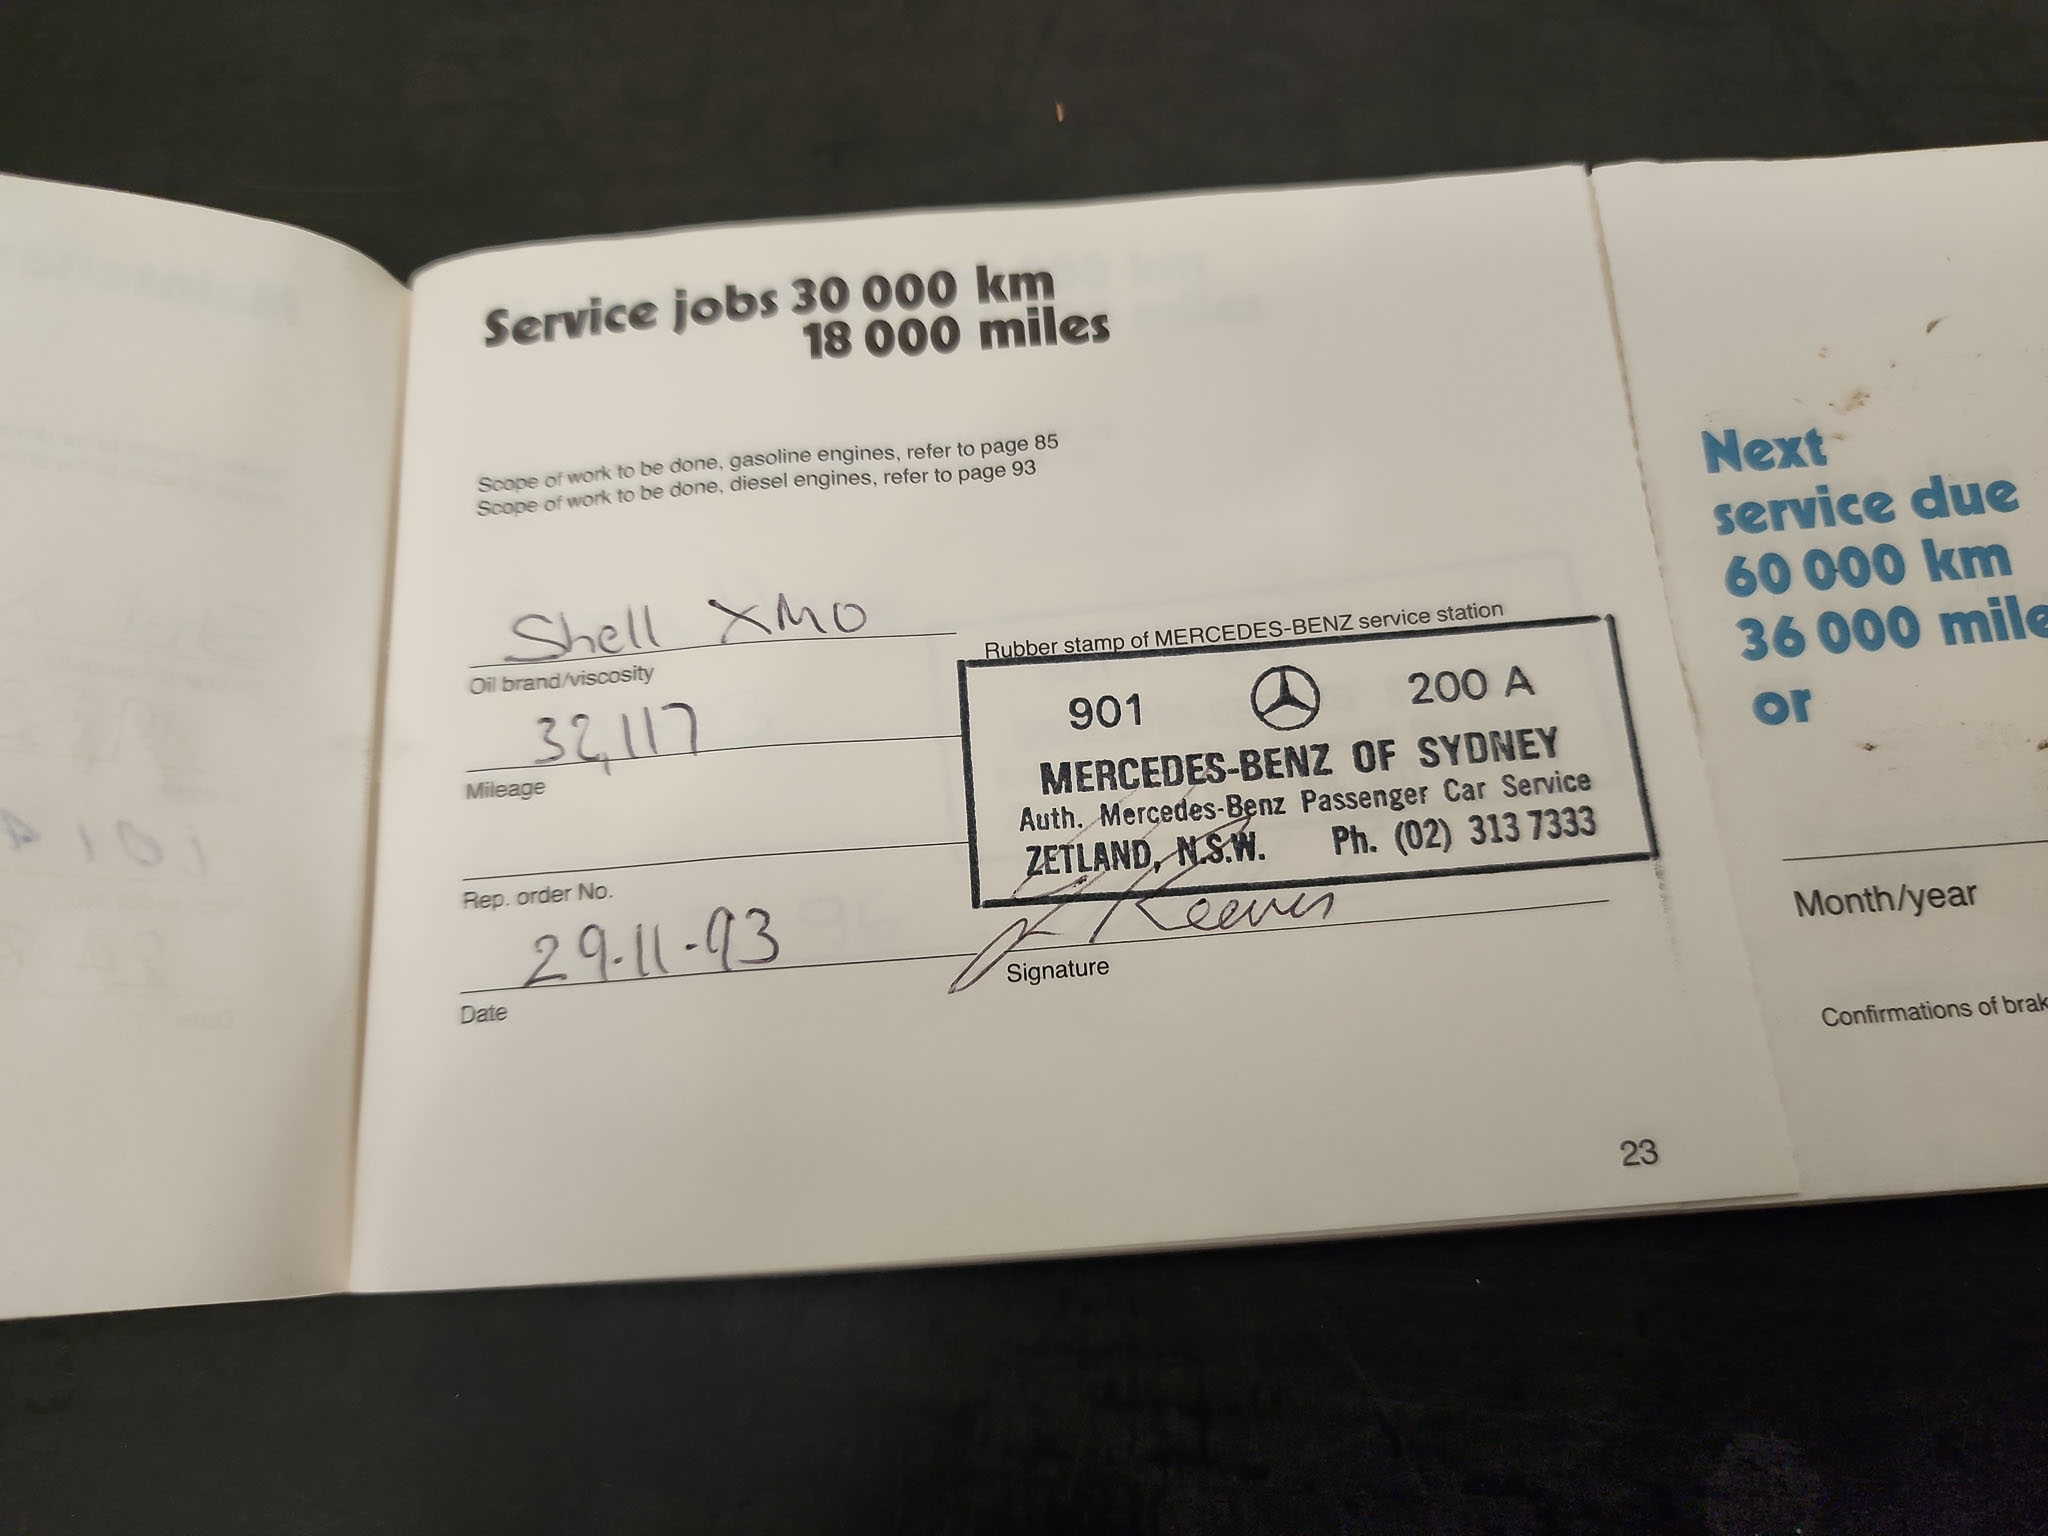 Service jobs 30 000 km
18 000 miles
Scope of work to be done, gasoline engines, refer to page 85
Scope of work to be done, diesel engines, refer to page 93
Shell XMO
Oil brand/viscosity
32,117
Mileage
Rep. order No.
29.11.93
Date
Rubber stamp of MERCEDES-BENZ service station
901 200 A
MERCEDES-BENZ OF SYDNEY
Auth. Mercedes-Benz Passenger Car Service
ZETLAND, N.S.W. Ph. (02) 313 7333
Signature
23
Next
service due
60 000 km
36 000 mile
or
Month/year
Confirmations of brak